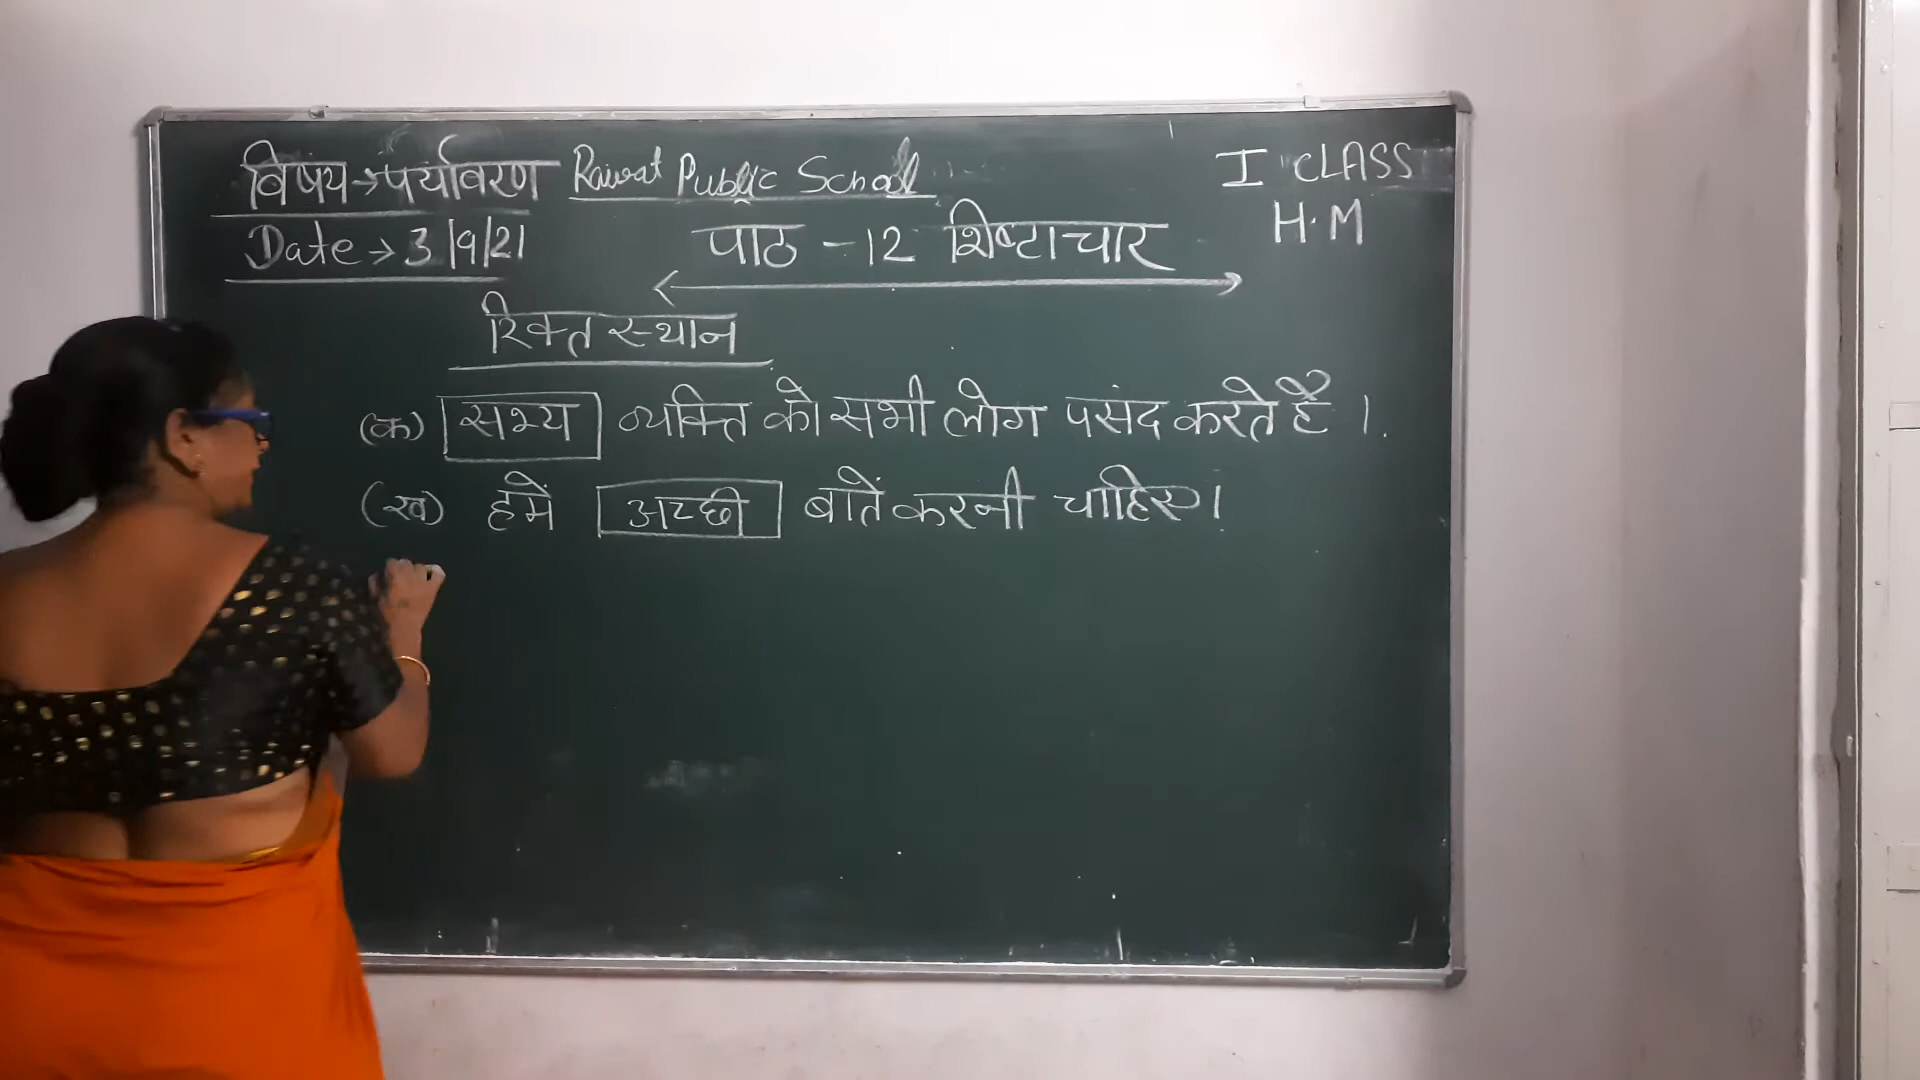 विषय→पर्यावरण Rawat Public School I CLASS
Date→3/9/21 पाठ -12 शिष्टाचार H.M
रिक्त स्थान
(क) सभ्य व्यक्ति को सभी लोग पसंद करते है ।
(ख) हमें अच्छी बातें करनी चाहिए।